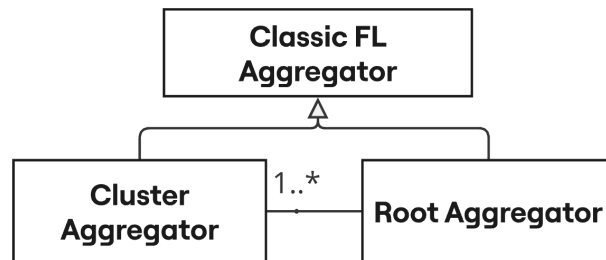 Classic FL
Aggregator
1..*
Cluster
Aggregator
Root Aggregator